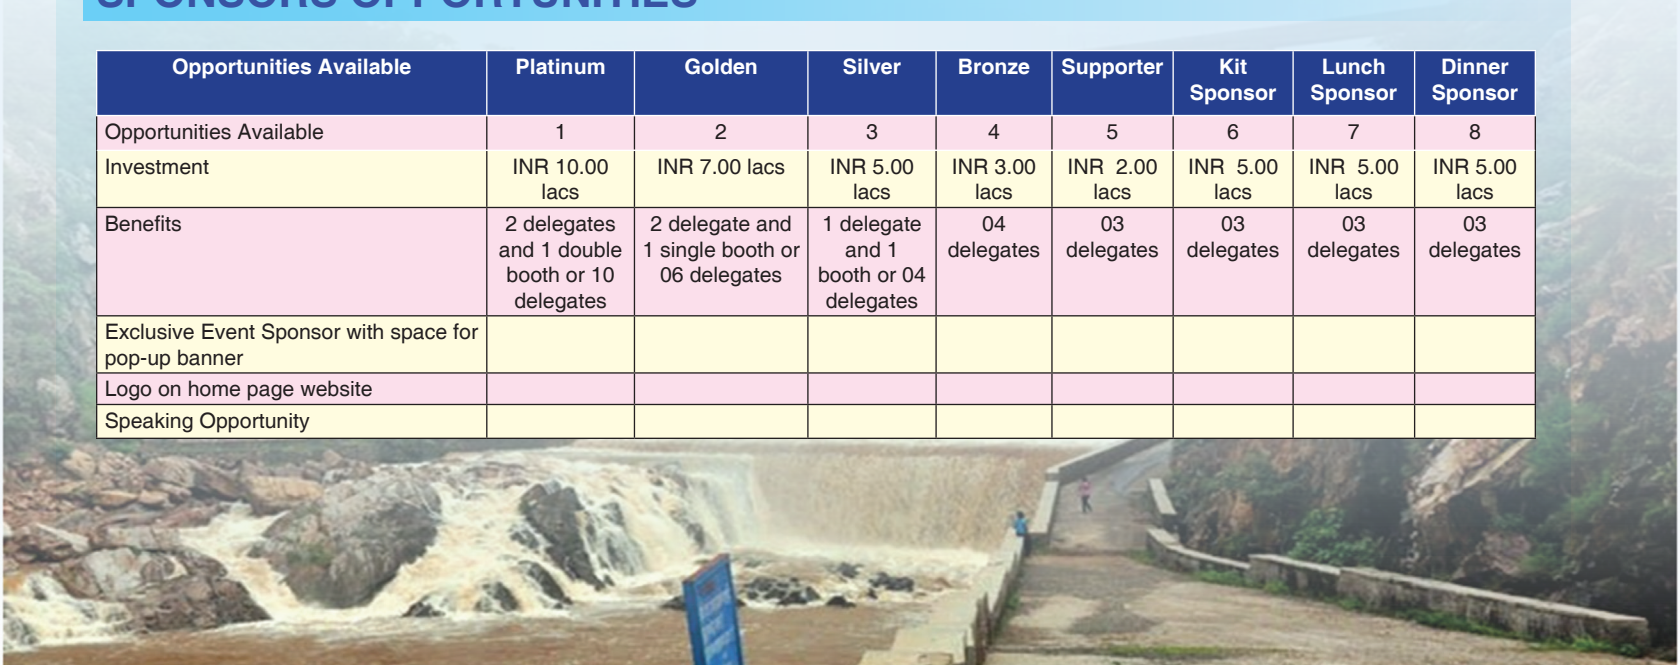 SPONSORS OPPORTUNITIES
Opportunities Available Platinum Golden Silver Bronze Supporter Kit Sponsor Lunch Sponsor Dinner Sponsor
Opportunities Available 1 2 3 4 5 6 7 8
Investment INR 10.00 lacs INR 7.00 lacs INR 5.00 lacs INR 3.00 lacs INR 2.00 lacs INR 5.00 lacs INR 5.00 lacs INR 5.00 lacs
Benefits 2 delegates and 1 double booth or 10 delegates 2 delegate and 1 single booth or 06 delegates 1 delegate and 1 booth or 04 delegates 04 delegates 03 delegates 03 delegates 03 delegates 03 delegates
Exclusive Event Sponsor with space for pop-up banner
Logo on home page website
Speaking Opportunity